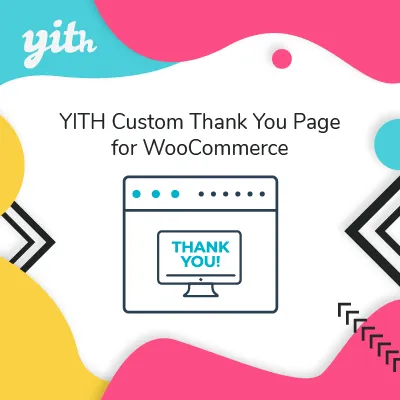 yith
YITH Custom Thank You Page
for WooCommerce
THANK
YOU!